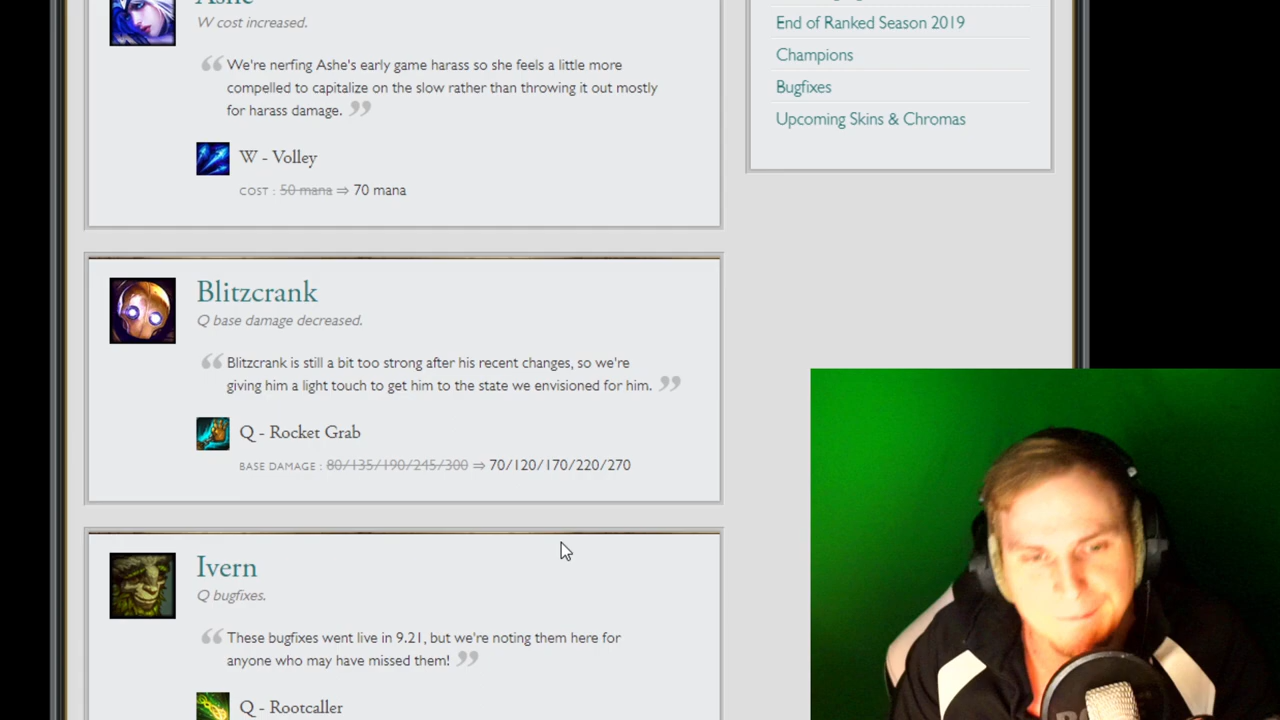 Ashe
W cost increased.
We're nerfing Ashe's early game harass so she feels a little more
compelled to capitalize on the slow rather than throwing it out mostly
for harass damage.
W - Volley
COST : 50 mana ⇒ 70 mana
Blitzcrank
Q base damage decreased.
Blitzcrank is still a bit too strong after his recent changes, so we're
giving him a light touch to get him to the state we envisioned for him.
Q - Rocket Grab
BASE DAMAGE : 80/135/190/245/300 ⇒ 70/120/170/220/270
Ivern
Q bugfixes.
These bugfixes went live in 9.21, but we're noting them here for
anyone who may have missed them!
Q - Rootcaller
End of Ranked Season 2019
Champions
Bugfixes
Upcoming Skins & Chromas